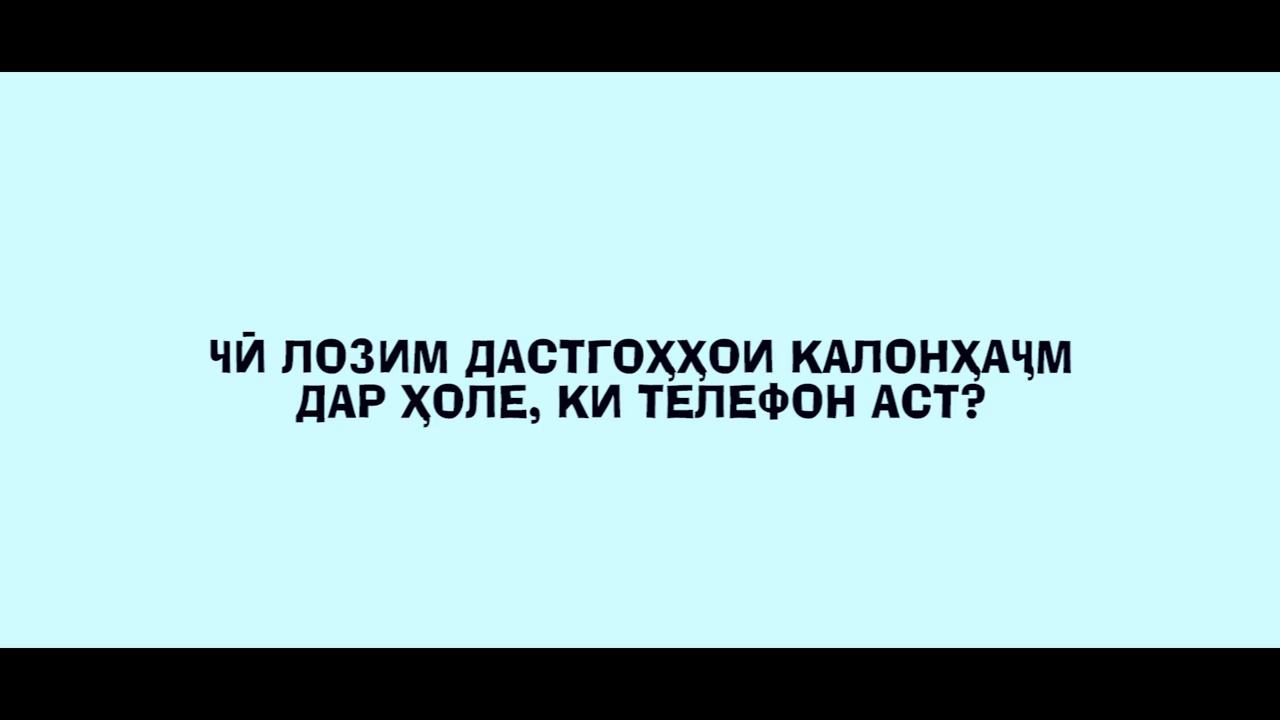 ЧӢ ЛОЗИМ ДАСТГОҲҲОИ КАЛОНҲАҶМ
ДАР ҲОЛЕ, КИ ТЕЛЕФОН АСТ?